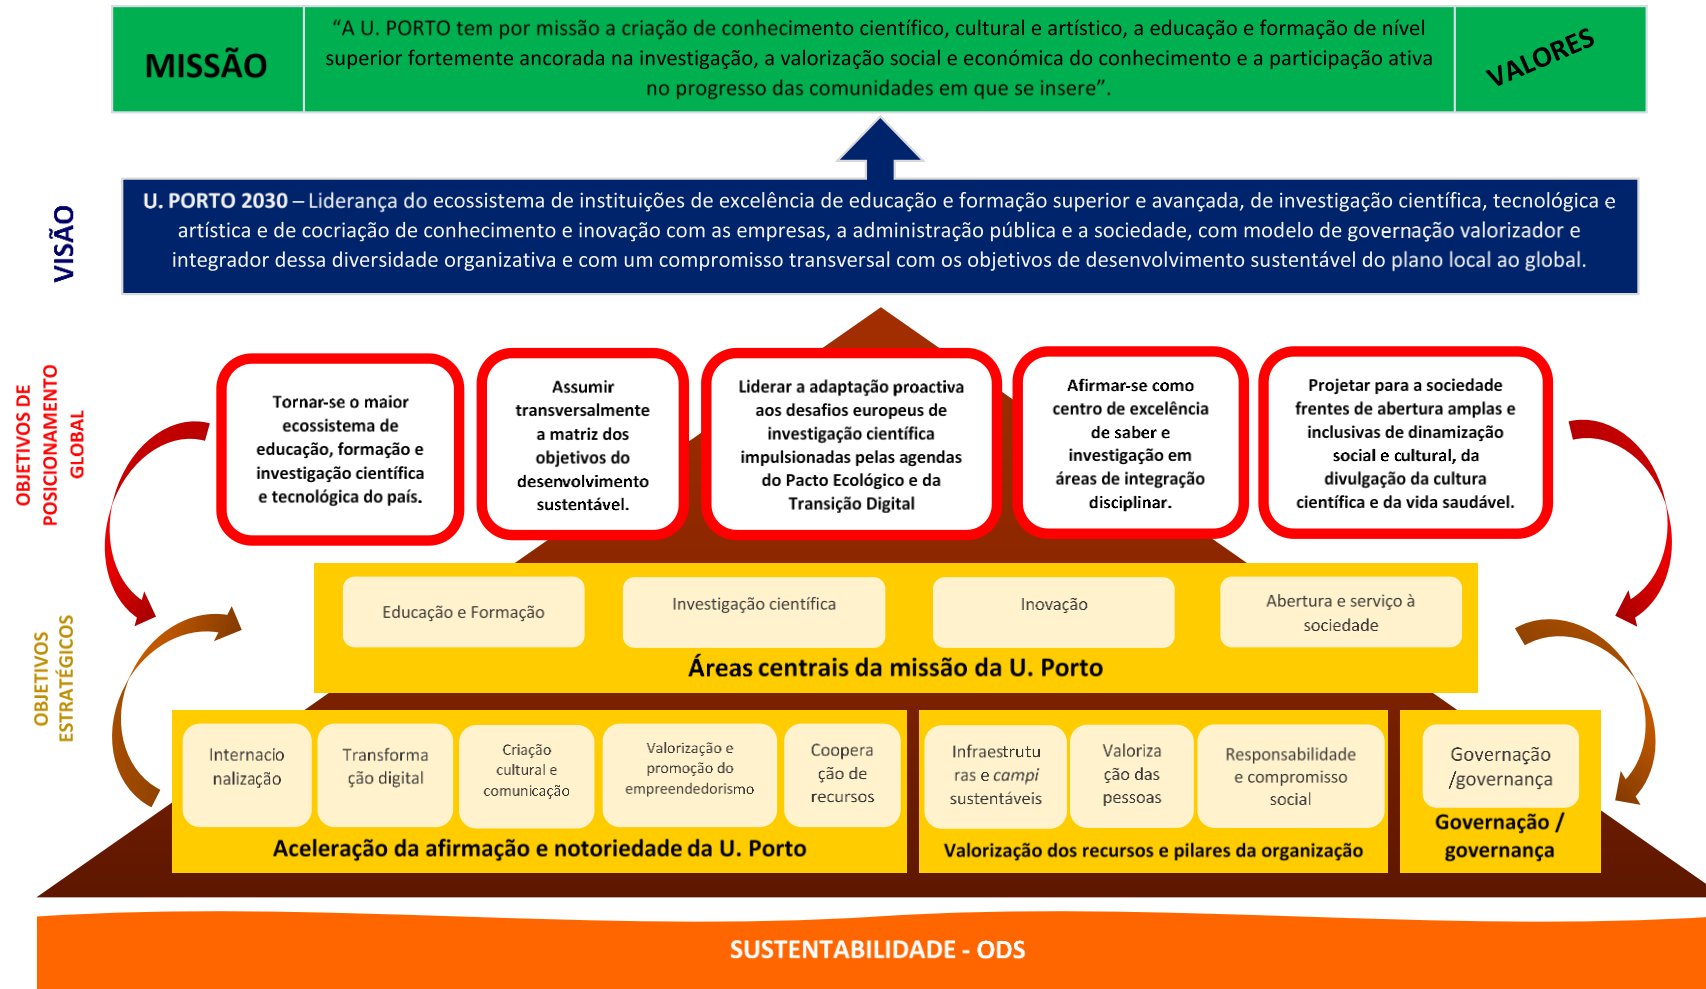 MISSÃO
“A U. PORTO tem por missão a criação de conhecimento científico, cultural e artístico, a educação e formação de nível
superior fortemente ancorada na investigação, a valorização social e económica do conhecimento e a participação ativa
no progresso das comunidades em que se insere”.
VALORES
VISÃO
U. PORTO 2030 – Liderança do ecossistema de instituições de excelência de educação e formação superior e avançada, de investigação científica, tecnológica e
artística e de cocriação de conhecimento e inovação com as empresas, a administração pública e a sociedade, com modelo de governação valorizador e
integrador dessa diversidade organizativa e com um compromisso transversal com os objetivos de desenvolvimento sustentável do plano local ao global.
OBJETIVOS DE
POSICIONAMENTO
GLOBAL
Tornar-se o maior
ecossistema de
educação, formação e
investigação científica
e tecnológica do país.
Assumir
transversalmente
a matriz dos
objetivos do
desenvolvimento
sustentável.
Liderar a adaptação proactiva
aos desafios europeus de
investigação científica
impulsionadas pelas agendas
do Pacto Ecológico e da
Transição Digital
Afirmar-se como
centro de excelência
de saber e
investigação em
áreas de integração
disciplinar.
Projetar para a sociedade
frentes de abertura amplas e
inclusivas de dinamização
social e cultural, da
divulgação da cultura
científica e da vida saudável.
OBJETIVOS
ESTRATÉGICOS
Educação e Formação
Investigação científica
Inovação
Abertura e serviço à
sociedade
Áreas centrais da missão da U. Porto
Internacio
nalização
Transforma
ção digital
Criação
cultural e
comunicação
Valorização e
promoção do
empreendedorismo
Coopera
ção de
recursos
Aceleração da afirmação e notoriedade da U. Porto
Infraestrutu
ras e campi
sustentáveis
Valoriza
ção das
pessoas
Responsabilidade
e compromisso
social
Valorização dos recursos e pilares da organização
Governação
/governança
Governação /
governança
SUSTENTABILIDADE - ODS